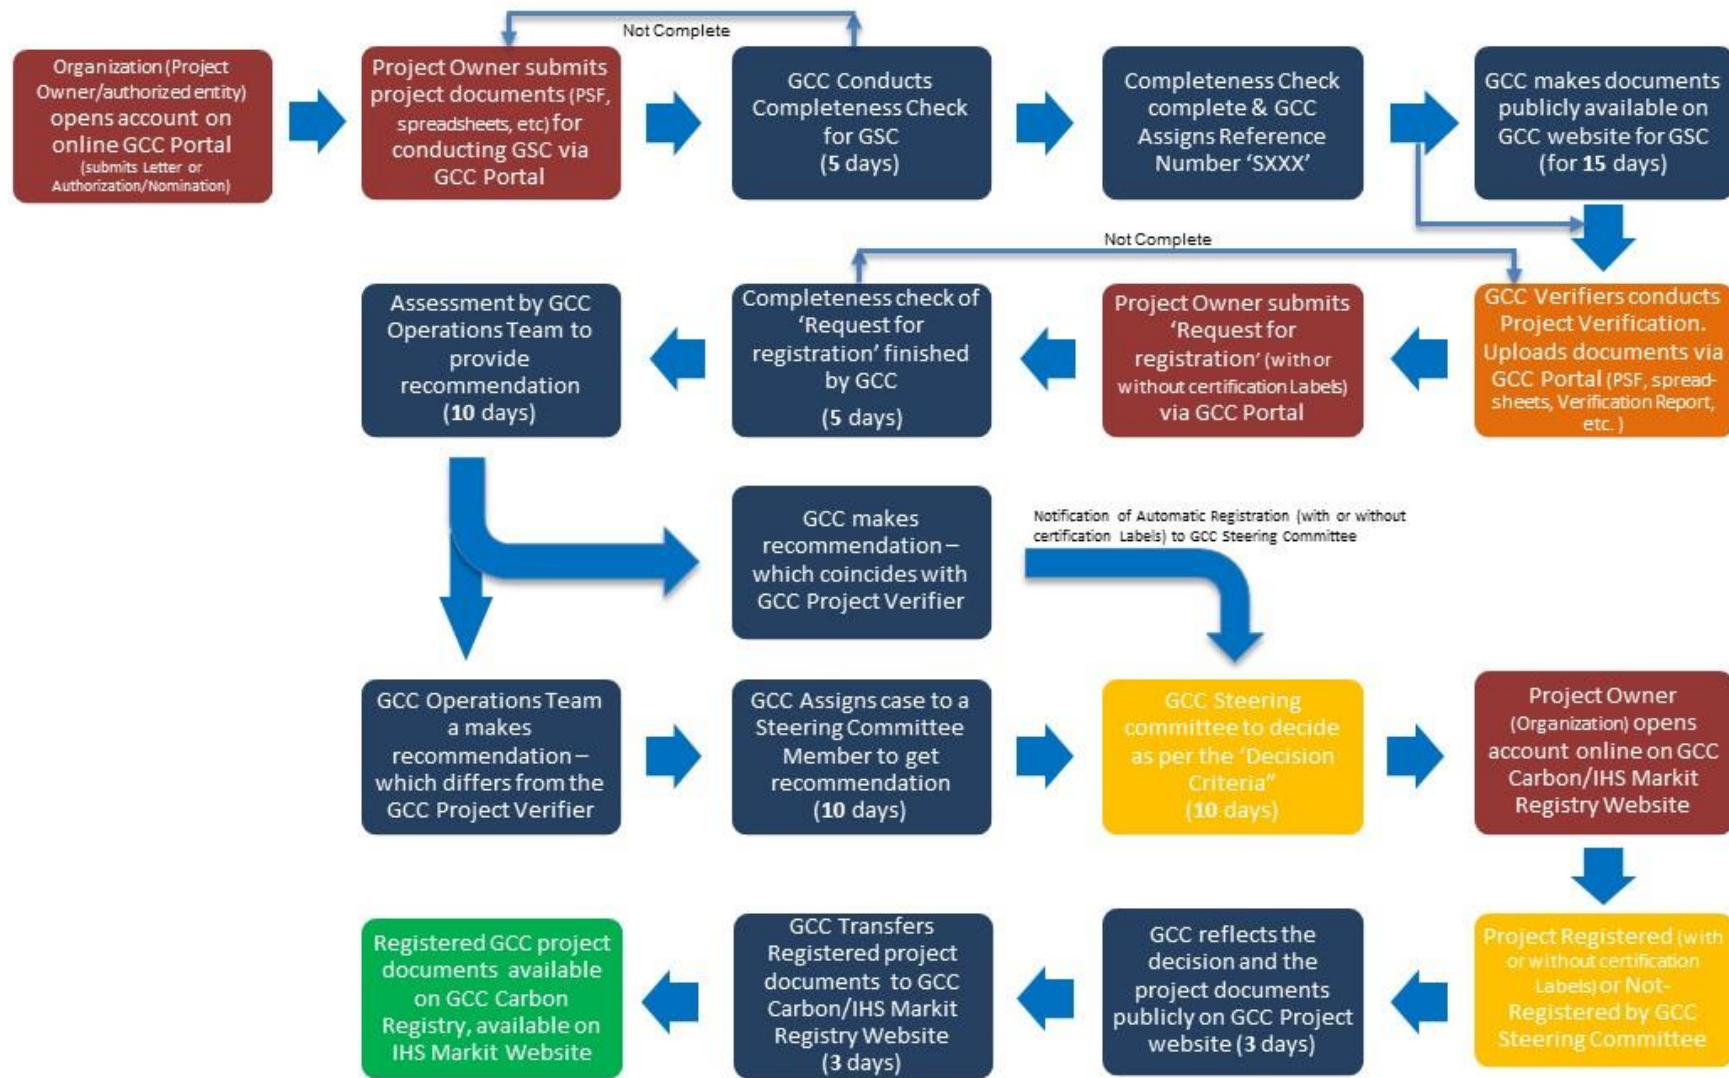 Not Complete
Organization (Project
Owner/authorized entity)
opens account on
online GCC Portal
(submits Letter or
Authorization/Nomination)
Project Owner submits
project documents (PSF,
spreadsheets, etc) for
conducting GSC via
GCC Portal
GCC Conducts
Completeness Check
for GSC
(5 days)
Completeness Check
complete & GCC
Assigns Reference
Number ‘SXXX’
GCC makes documents
publicly available on
GCC website for GSC
(for 15 days)
Not Complete
GCC Verifiers conducts
Project Verification.
Uploads documents via
GCC Portal (PSF, spread-
sheets, Verification Report,
etc. )
Project Owner submits
‘Request for
registration’ (with or
without certification Labels)
via GCC Portal
Completeness check of
‘Request for
registration’ finished
by GCC
(5 days)
Assessment by GCC
Operations Team to
provide
recommendation
(10 days)
GCC makes
recommendation –
which coincides with
GCC Project Verifier
Notification of Automatic Registration (with or without
certification Labels) to GCC Steering Committee
GCC Operations Team
a makes
recommendation –
which differs from the
GCC Project Verifier
GCC Assigns case to a
Steering Committee
Member to get
recommendation
(10 days)
GCC Steering
committee to decide
as per the ‘Decision
Criteria”
(10 days)
Project Owner
(Organization) opens
account online on GCC
Carbon/IHS Markit
Registry Website
Project Registered (with
or without certification
Labels) or Not-
Registered by GCC
Steering Committee
GCC reflects the
decision and the
project documents
publicly on GCC Project
website (3 days)
GCC Transfers
Registered project
documents to GCC
Carbon/IHS Markit
Registry Website
(3 days)
Registered GCC project
documents available
on GCC Carbon
Registry, available on
IHS Markit Website